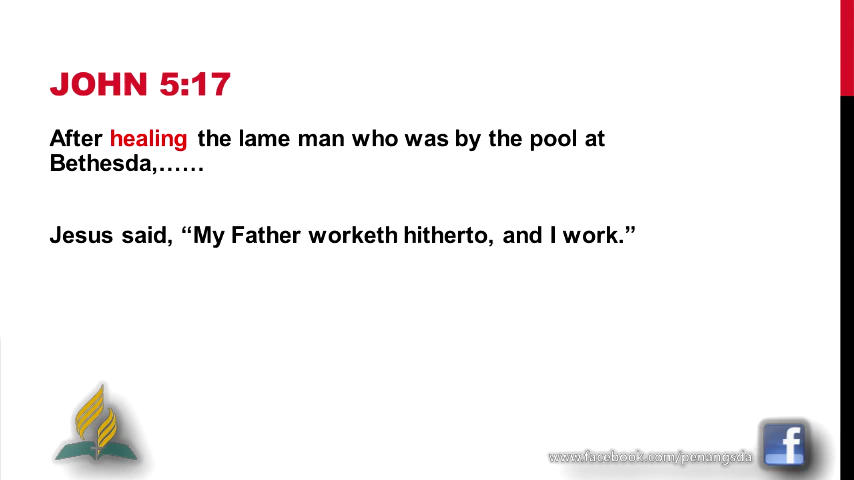 JOHN 5:17
After healing the lame man who was by the pool at
Bethesda,……
Jesus said, “My Father worketh hitherto, and I work.”
www.facebook.com/penangsda